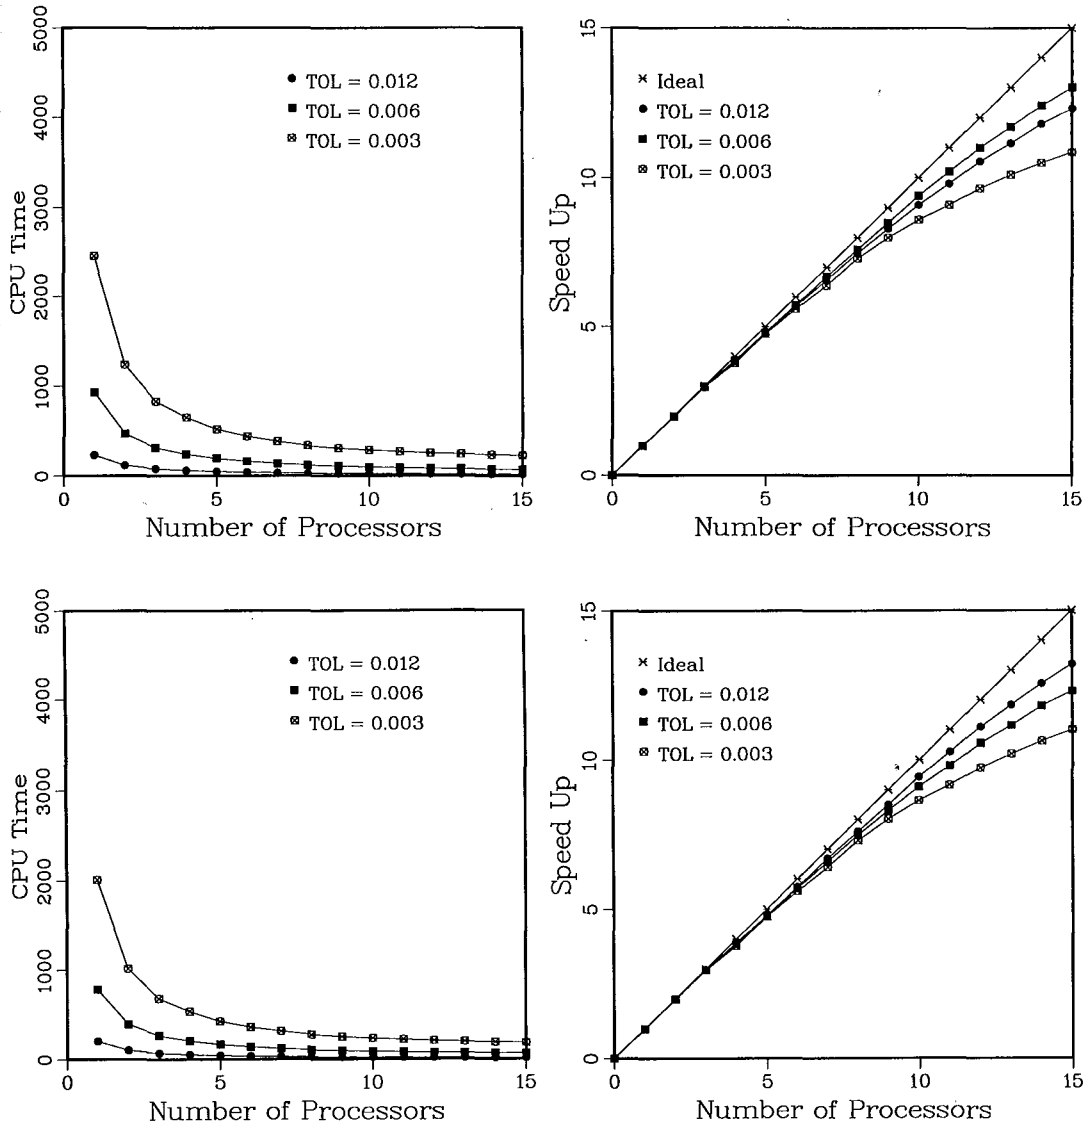 5000
4000
3000
2000
1000
0
CPU Time
TOL = 0.012
TOL = 0.006
TOL = 0.003
0 5 10 15
Number of Processors
15
10
5
0
Speed Up
Ideal
TOL = 0.012
TOL = 0.006
TOL = 0.003
0 5 10 15
Number of Processors
5000
4000
3000
2000
1000
0
CPU Time
TOL = 0.012
TOL = 0.006
TOL = 0.003
0 5 10 15
Number of Processors
15
10
5
0
Speed Up
Ideal
TOL = 0.012
TOL = 0.006
TOL = 0.003
0 5 10 15
Number of Processors